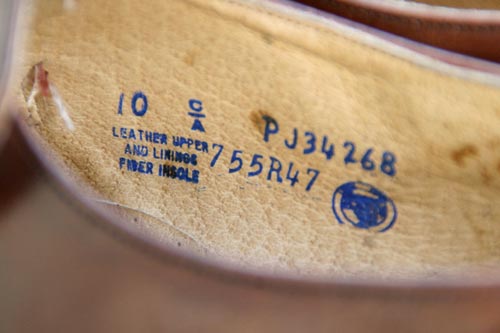 10 C/A PJ34268
LEATHER UPPER
AND LININGS 755R47
FIBER INSOLE